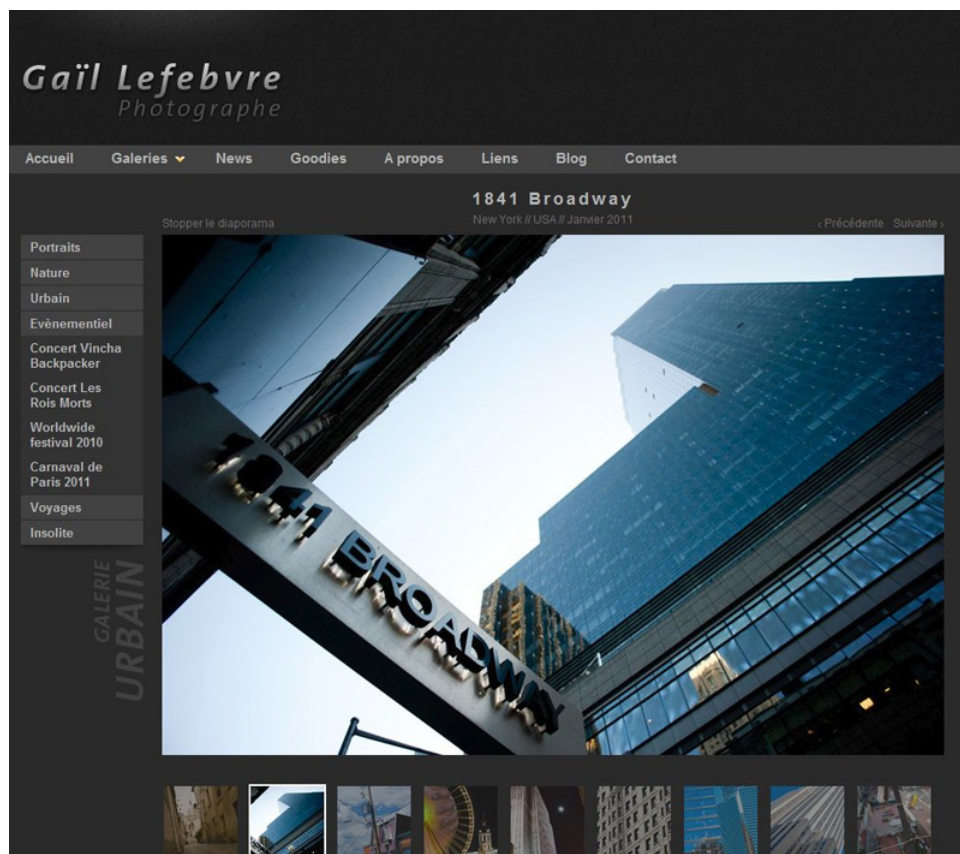 Gaïl Lefebvre
Photographe
Accueil Galeries News Goodies A propos Liens Blog Contact
1841 Broadway
New York // USA // Janvier 2011
Stopper le diaporama
‹ Précédente Suivante ›
Portraits
Nature
Urbain
Evènementiel
Concert Vincha
Backpacker
Concert Les
Rois Morts
Worldwide
festival 2010
Carnaval de
Paris 2011
Voyages
Insolite
GALERIE
URBAIN
1841 BROADWAY